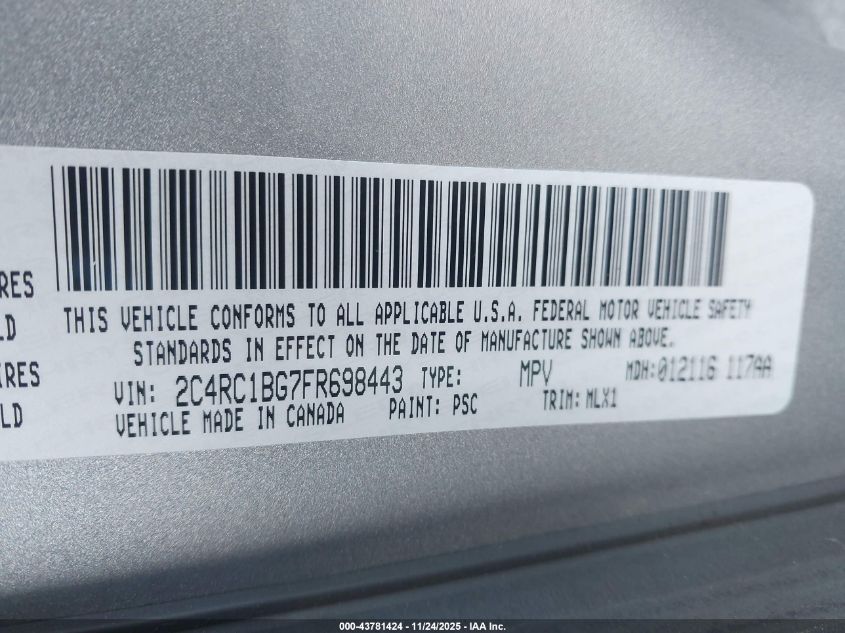 RES
LD
IRES
LD
THIS VEHICLE CONFORMS TO ALL APPLICABLE U.S.A. FEDERAL MOTOR VEHICLE SAFETY
STANDARDS IN EFFECT ON THE DATE OF MANUFACTURE SHOWN ABOVE.
VIN: 2C4RC1BG7FR698443 TYPE: MPV MDH:012116 117AA
VEHICLE MADE IN CANADA PAINT: PSC TRIM: MLX1
000-43781424 - 11/24/2025 - IAA Inc.